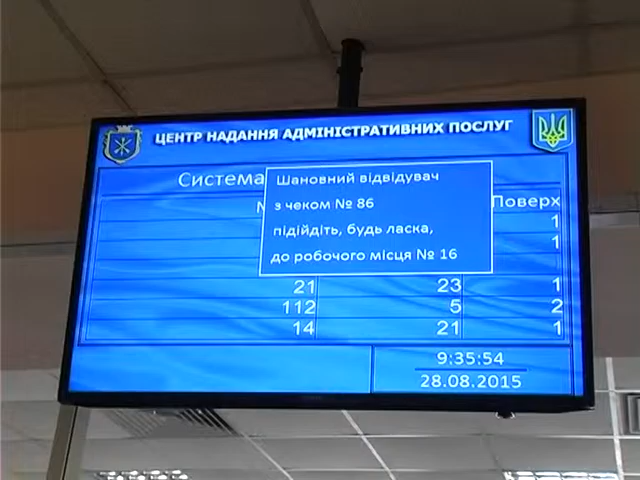 ЦЕНТР НАДАННЯ АДМІНІСТРАТИВНИХ ПОСЛУГ
Система
Шановний відвідувач
з чеком № 86
підійдіть, будь ласка,
до робочого місця № 16
Поверх
1
1
21 23 1
112 5 2
14 21 1
9:35:54
28.08.2015